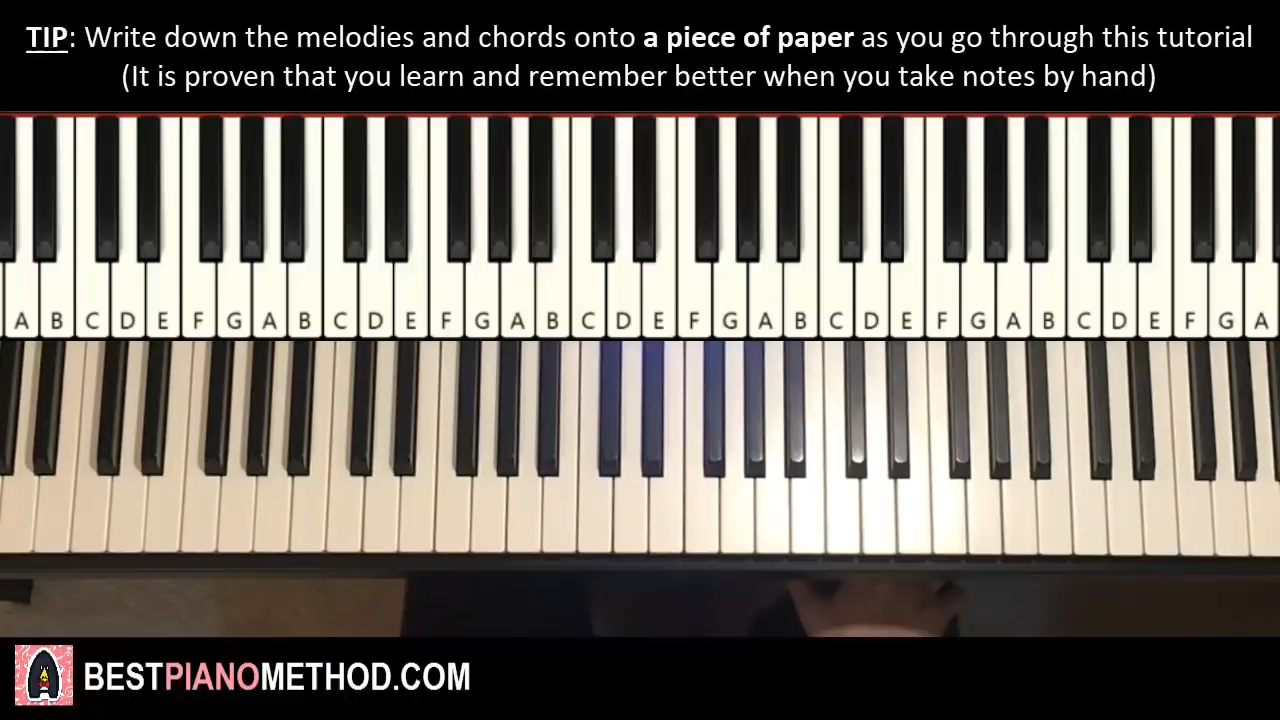 TIP: Write down the melodies and chords onto a piece of paper as you go through this tutorial
(It is proven that you learn and remember better when you take notes by hand)
A B C D E F G A B C D E F G A B C D E F G A B C D E F G A B C D E F G A
BESTPIANOMETHOD.COM